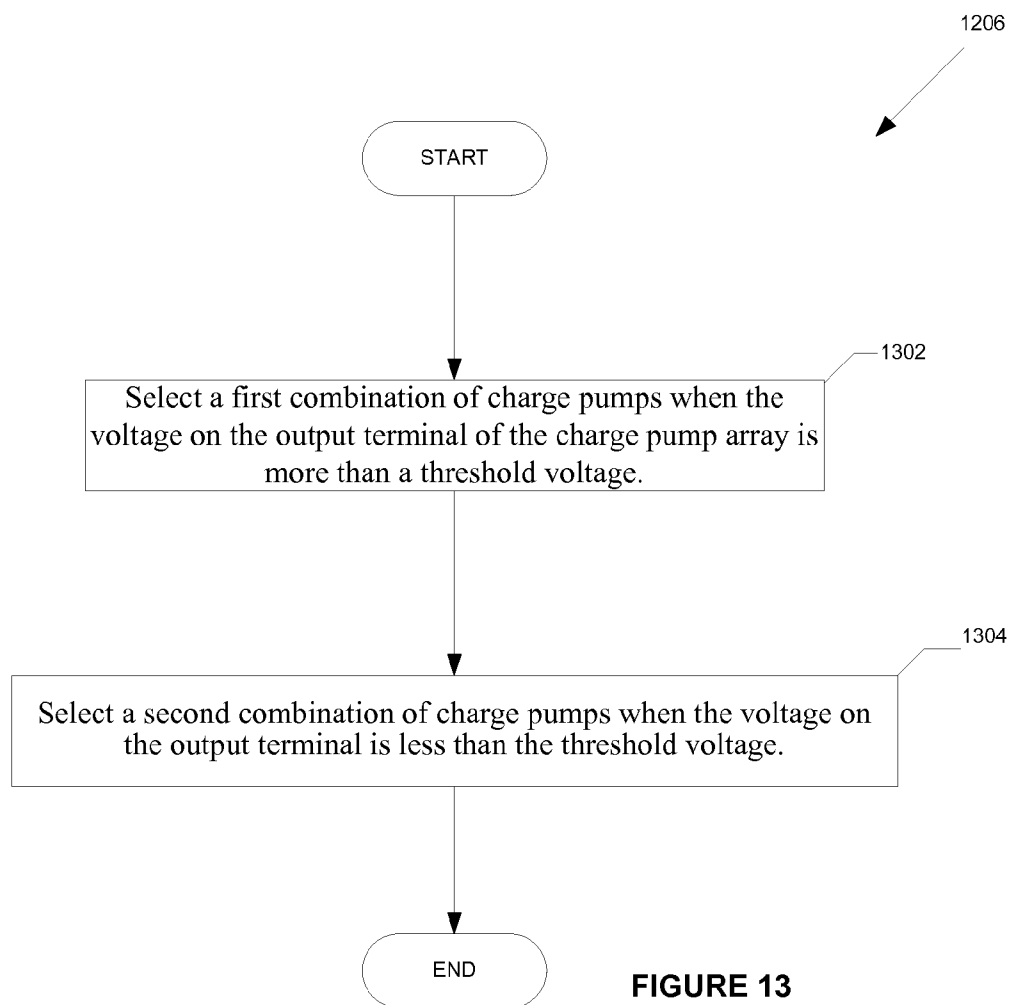 1206
START
1302
Select a first combination of charge pumps when the
voltage on the output terminal of the charge pump array is
more than a threshold voltage.
1304
Select a second combination of charge pumps when the voltage on
the output terminal is less than the threshold voltage.
END
FIGURE 13